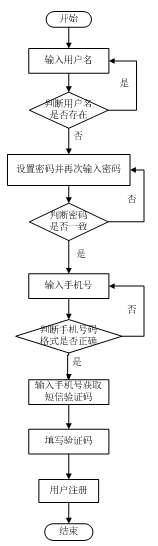 开始
输入用户名
是
判断用户名
是否存在
否
设置密码并再次输入密码
否
判断密码
是否一致
是
输入手机号
否
判断手机号码
格式是否正确
是
输入手机号获取
短信验证码
填写验证码
用户注册
结束